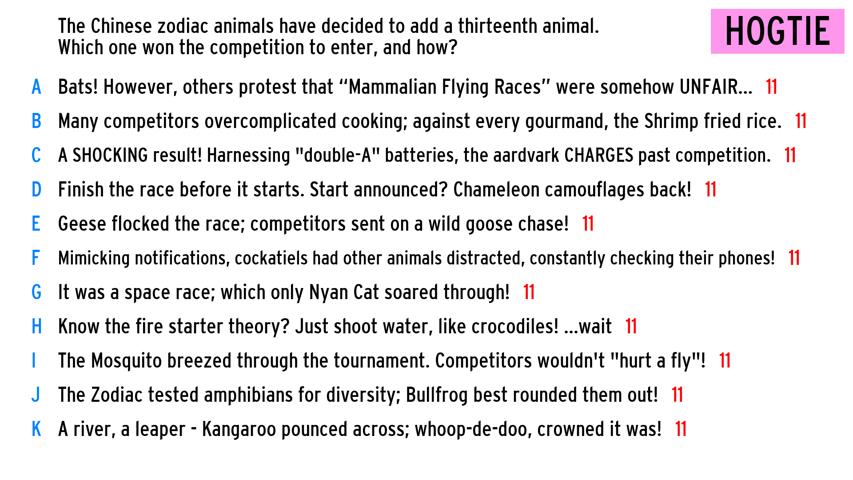 The Chinese zodiac animals have decided to add a thirteenth animal.
Which one won the competition to enter, and how?
HOGTIE
A Bats! However, others protest that “Mammalian Flying Races” were somehow UNFAIR... 11
B Many competitors overcomplicated cooking; against every gourmand, the Shrimp fried rice. 11
C A SHOCKING result! Harnessing "double-A" batteries, the aardvark CHARGES past competition. 11
D Finish the race before it starts. Start announced? Chameleon camouflages back! 11
E Geese flocked the race; competitors sent on a wild goose chase! 11
F Mimicking notifications, cockatiels had other animals distracted, constantly checking their phones! 11
G It was a space race; which only Nyan Cat soared through! 11
H Know the fire starter theory? Just shoot water, like crocodiles! ...wait 11
I The Mosquito breezed through the tournament. Competitors wouldn't "hurt a fly"! 11
J The Zodiac tested amphibians for diversity; Bullfrog best rounded them out! 11
K A river, a leaper - Kangaroo pounced across; whoop-de-doo, crowned it was! 11